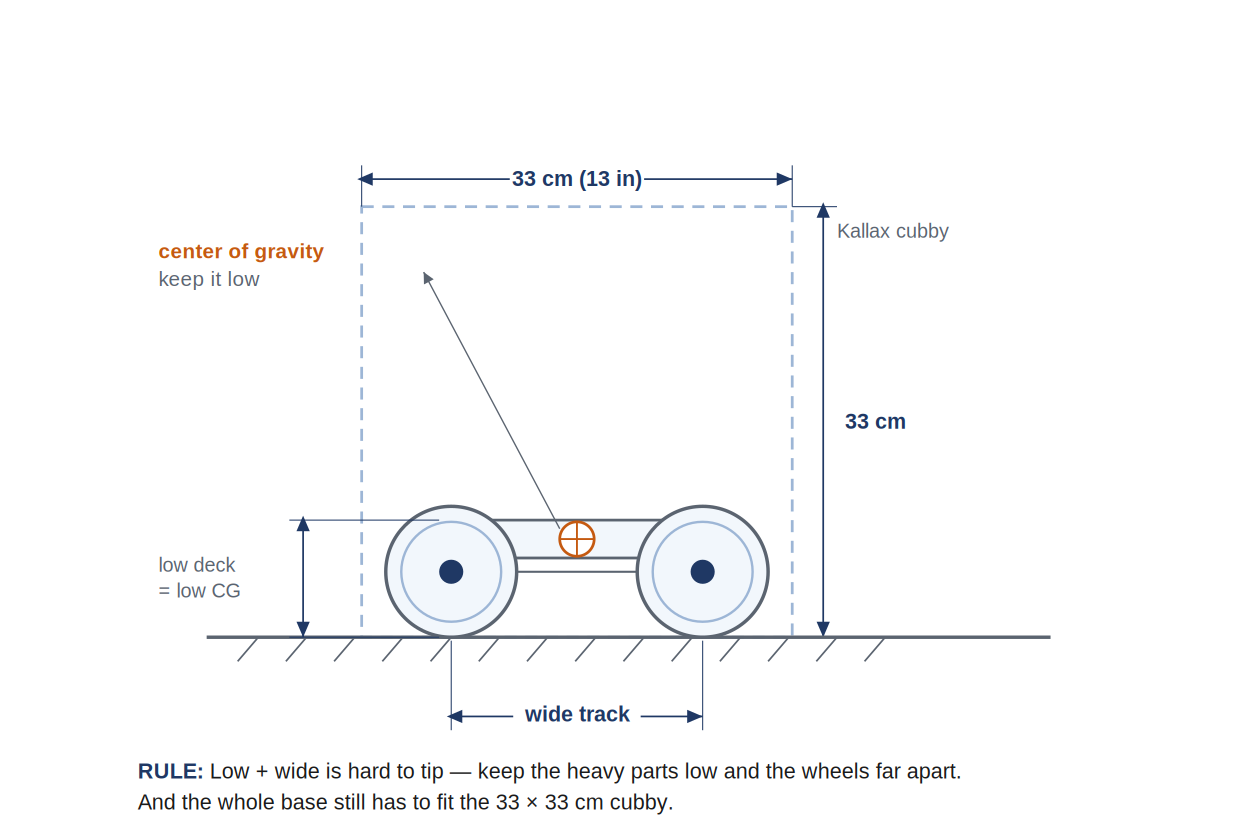 33 cm (13 in)
Kallax cubby
center of gravity
keep it low
33 cm
low deck
= low CG
wide track
RULE: Low + wide is hard to tip — keep the heavy parts low and the wheels far apart.
And the whole base still has to fit the 33 × 33 cm cubby.